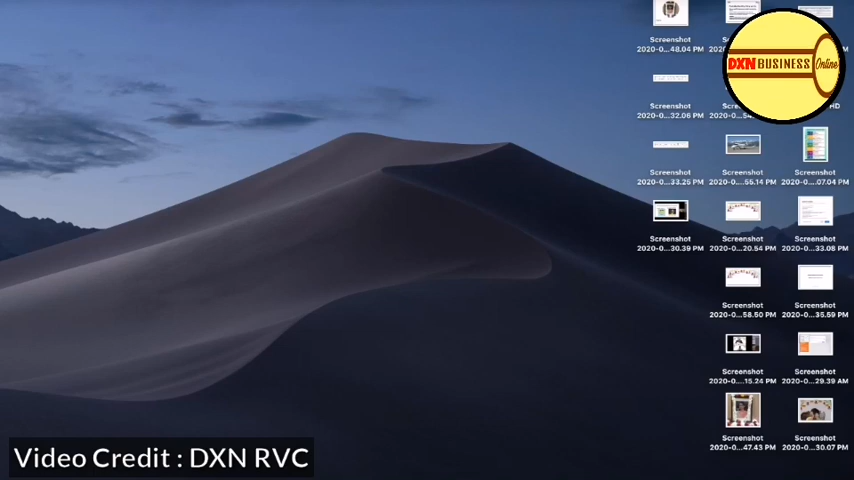 Screenshot
2020-0...48.04 PM
DXN BUSINESS Online
Screenshot
2020-0...32.06 PM
HD
Screenshot
2020-0...33.25 PM
Screenshot
2020-0...55.14 PM
Screenshot
2020-0...07.04 PM
Screenshot
2020-0...30.39 PM
Screenshot
2020-0...20.54 PM
Screenshot
2020-0...33.08 PM
Screenshot
2020-0...58.50 PM
Screenshot
2020-0...35.59 PM
Screenshot
2020-0...15.24 PM
Screenshot
2020-0...29.39 AM
Screenshot
2020-0...47.43 PM
Screenshot
2020-0...30.07 PM
Video Credit : DXN RVC